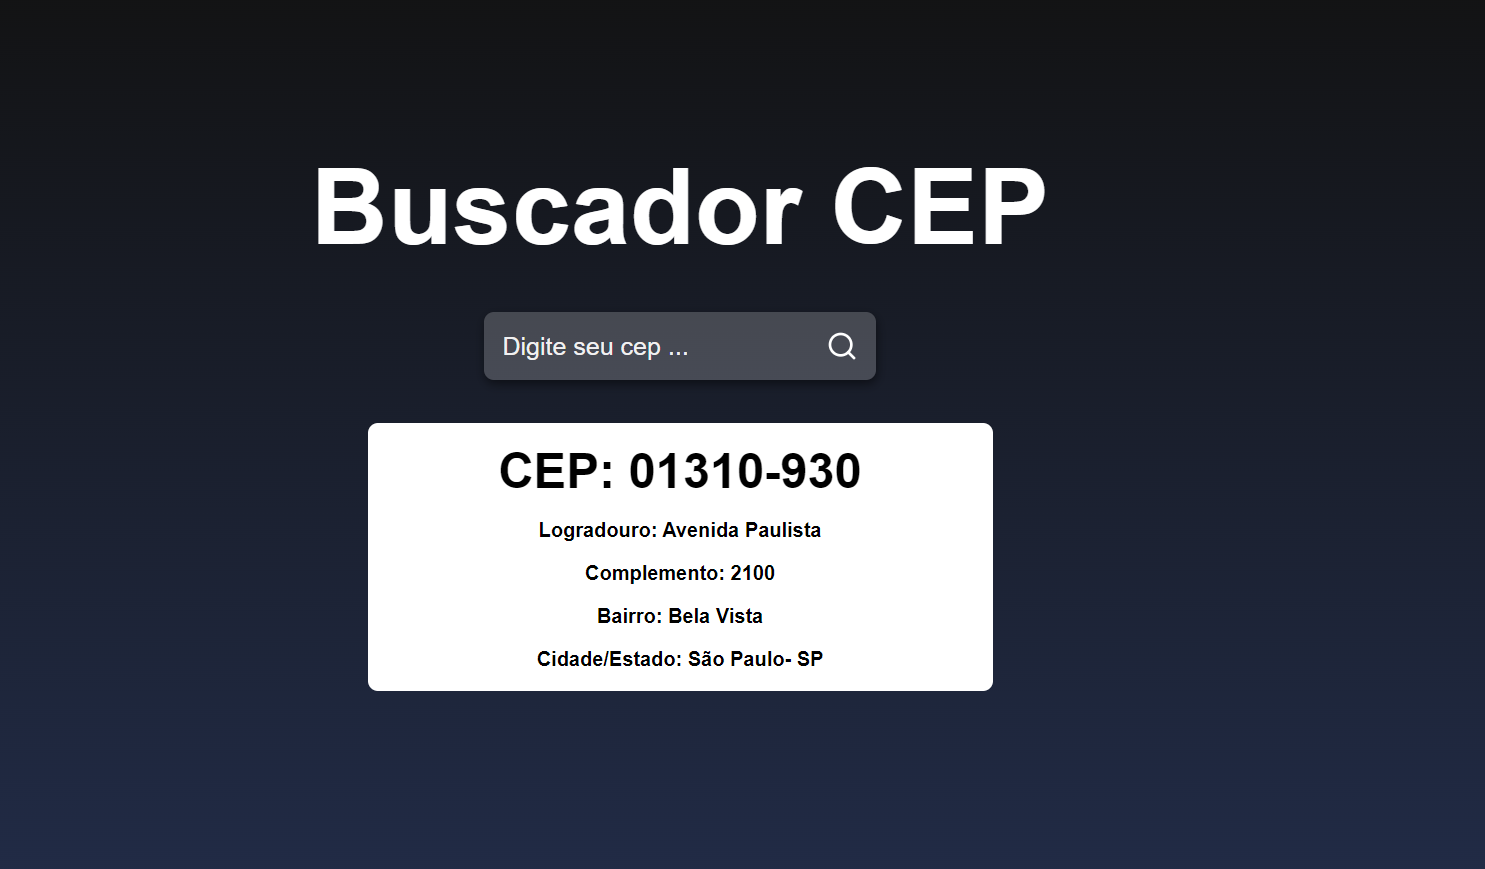 Buscador CEP
Digite seu cep ...
CEP: 01310-930
Logradouro: Avenida Paulista
Complemento: 2100
Bairro: Bela Vista
Cidade/Estado: São Paulo- SP